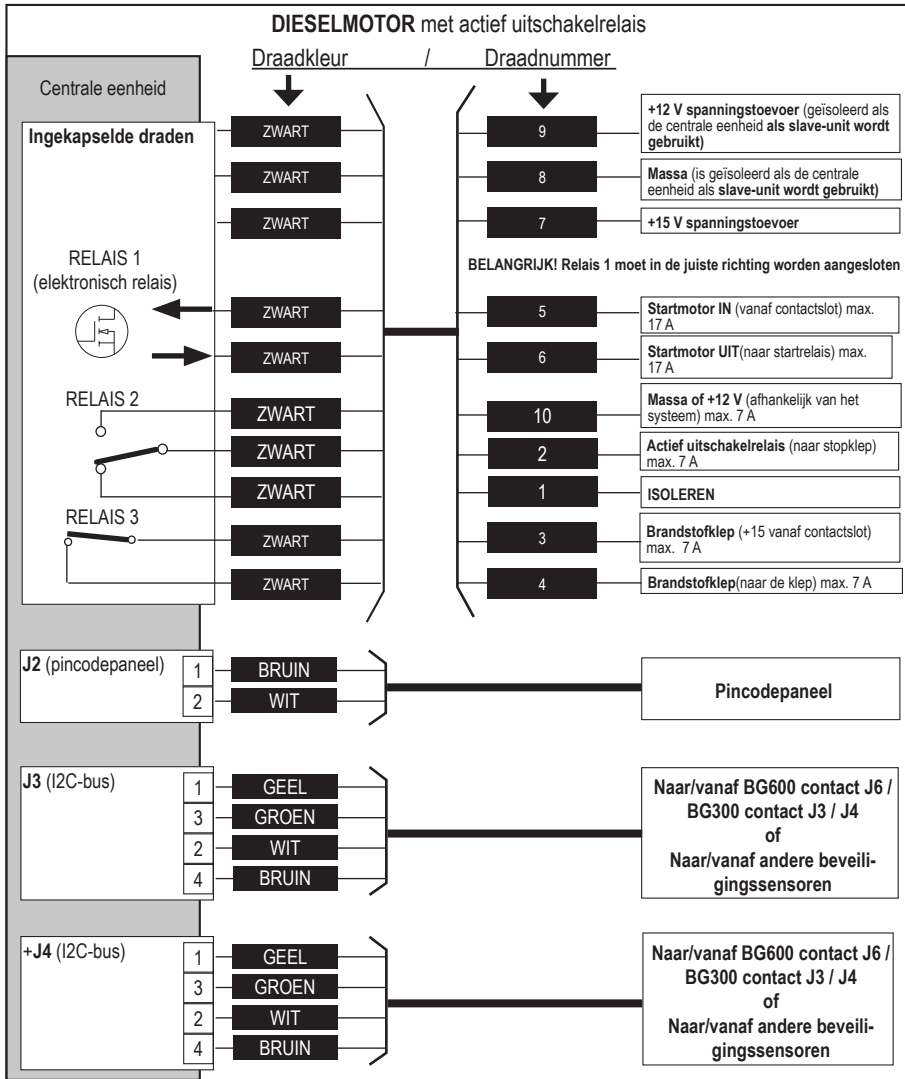 DIESELMOTOR met actief uitschakelrelais
Draadkleur / Draadnummer
Centrale eenheid
Ingekapselde draden
ZWART
9
+12 V spanningstoevoer (geïsoleerd als
de centrale eenheid als slave-unit wordt
gebruikt)
ZWART
8
Massa (is geïsoleerd als de centrale
eenheid als slave-unit wordt gebruikt)
ZWART
7
+15 V spanningstoevoer
RELAIS 1
(elektronisch relais)
BELANGRIJK! Relais 1 moet in de juiste richting worden aangesloten
ZWART
5
Startmotor IN (vanaf contactslot) max.
17 A
ZWART
6
Startmotor UIT(naar startrelais) max.
17 A
RELAIS 2
ZWART
10
Massa of +12 V (afhankelijk van het
systeem) max. 7 A
ZWART
2
Actief uitschakelrelais (naar stopklep)
max. 7 A
ZWART
1
ISOLEREN
RELAIS 3
ZWART
3
Brandstofklep (+15 vanaf contactslot)
max. 7 A
ZWART
4
Brandstofklep(naar de klep) max. 7 A
J2 (pincodepaneel)
1 BRUIN
2 WIT
Pincodepaneel
J3 (I2C-bus)
1 GEEL
3 GROEN
2 WIT
4 BRUIN
Naar/vanaf BG600 contact J6 /
BG300 contact J3 / J4
of
Naar/vanaf andere beveili-
gingssensoren
+J4 (I2C-bus)
1 GEEL
3 GROEN
2 WIT
4 BRUIN
Naar/vanaf BG600 contact J6 /
BG300 contact J3 / J4
of
Naar/vanaf andere beveili-
gingssensoren